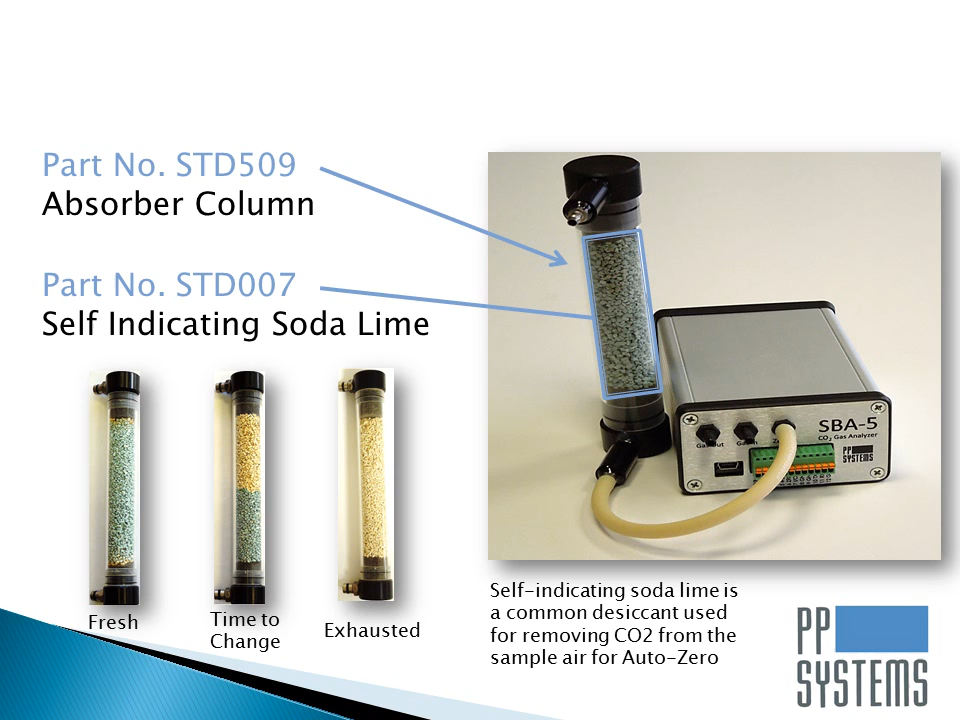 Part No. STD509
Absorber Column
Part No. STD007
Self Indicating Soda Lime
SBA-5
CO2 Gas Analyzer
Gas Out
Gas In
PP
SYSTEMS
Fresh
Time to
Change
Exhausted
Self-indicating soda lime is
a common desiccant used
for removing CO2 from the
sample air for Auto-Zero
PP
SYSTEMS